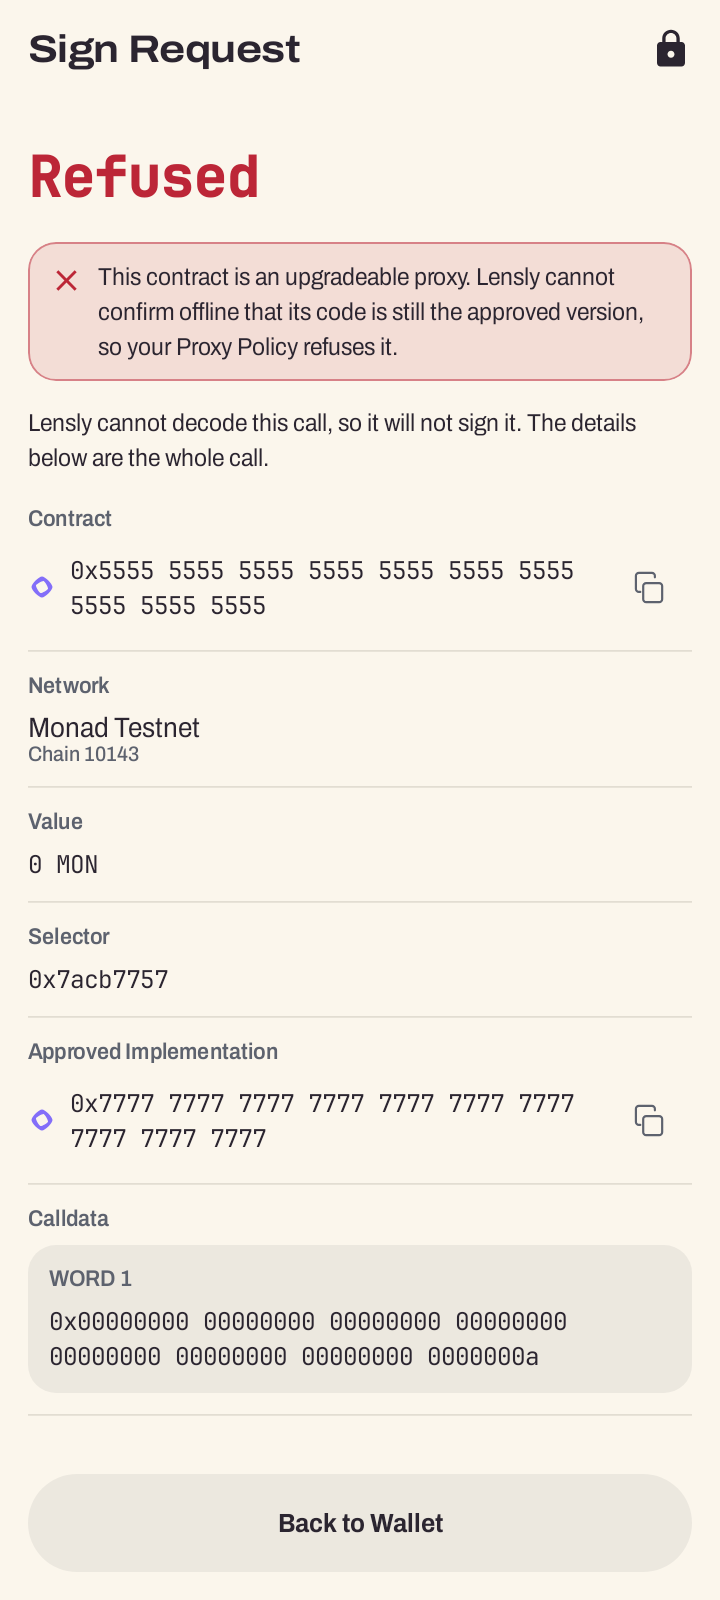 Sign Request
Refused
This contract is an upgradeable proxy. Lensly cannot
confirm offline that its code is still the approved version,
so your Proxy Policy refuses it.
Lensly cannot decode this call, so it will not sign it. The details
below are the whole call.
Contract
0x5555 5555 5555 5555 5555 5555 5555
5555 5555 5555
Network
Monad Testnet
Chain 10143
Value
0 MON
Selector
0x7acb7757
Approved Implementation
0x7777 7777 7777 7777 7777 7777 7777
7777 7777 7777
Calldata
WORD 1
0x00000000 00000000 00000000 00000000
00000000 00000000 00000000 0000000a
Back to Wallet